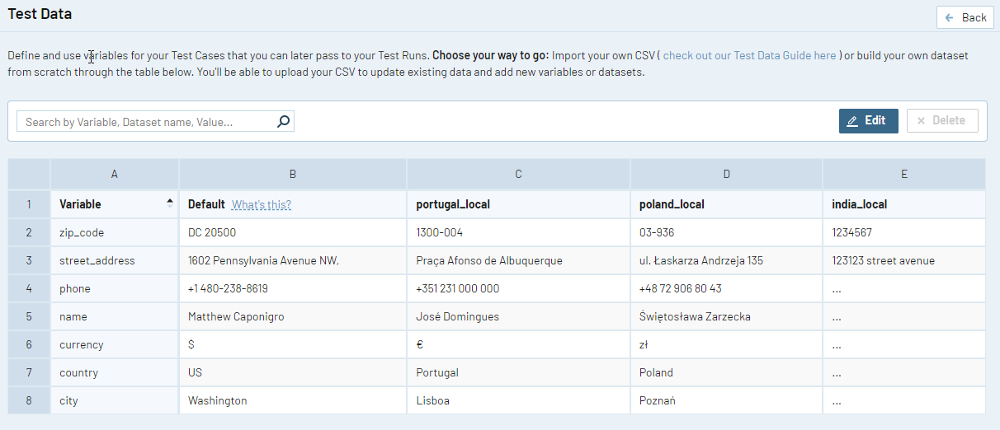 Test Data
Back
Define and use variables for your Test Cases that you can later pass to your Test Runs. Choose your way to go: Import your own CSV ( check out our Test Data Guide here ) or build your own dataset
from scratch through the table below. You'll be able to upload your CSV to update existing data and add new variables or datasets.
Search by Variable, Dataset name, Value...
Edit
Delete
A B C D E
1 Variable Default What's this? portugal_local poland_local india_local
2 zip_code DC 20500 1300-004 03-936 1234567
3 street_address 1602 Pennsylvania Avenue NW, Praça Afonso de Albuquerque ul. Łaskarza Andrzeja 135 123123 street avenue
4 phone +1 480-238-8619 +351 231 000 000 +48 72 906 80 43 ...
5 name Matthew Caponigro José Domingues Świętosława Zarzecka ...
6 currency $ € zł ...
7 country US Portugal Poland ...
8 city Washington Lisboa Poznań ...